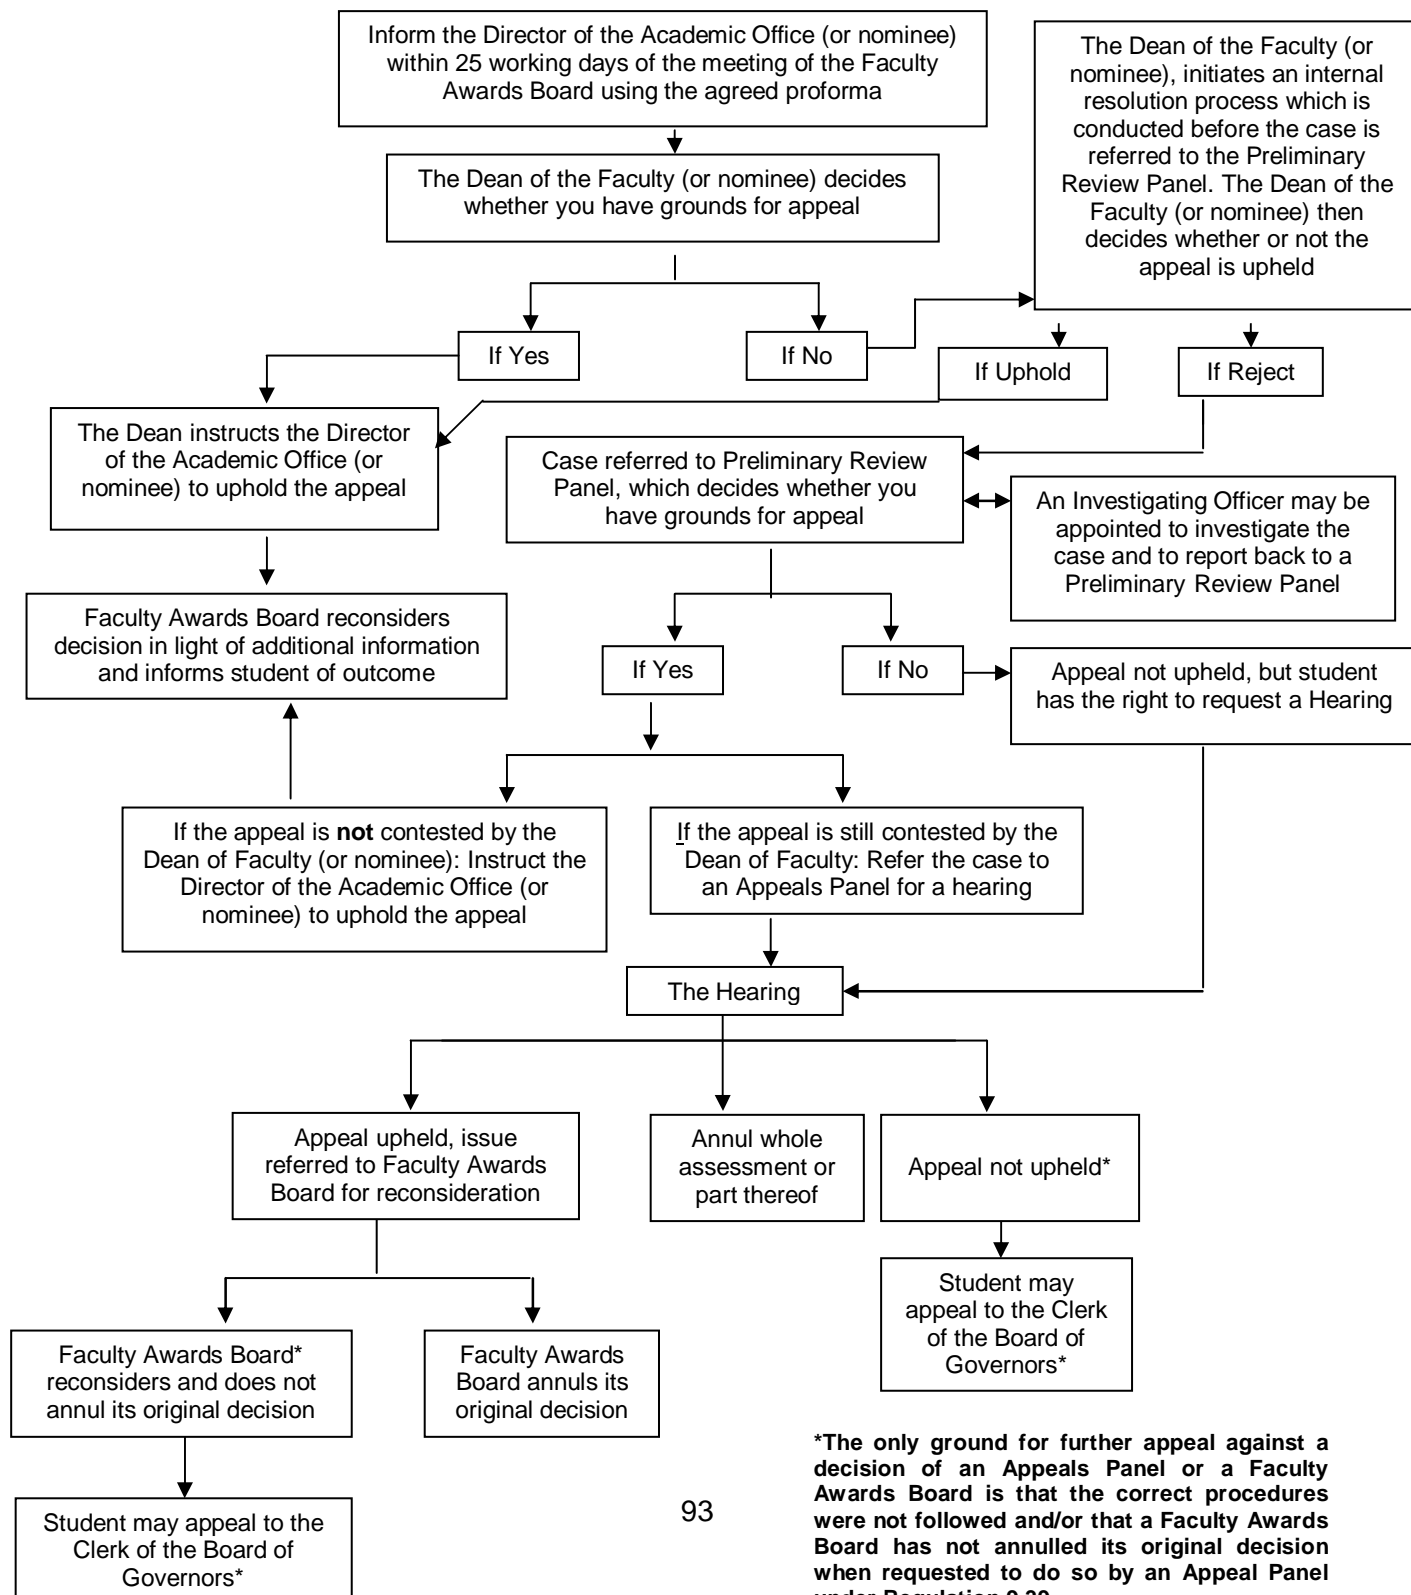 Inform the Director of the Academic Office (or nominee)
within 25 working days of the meeting of the Faculty
Awards Board using the agreed proforma
The Dean of the Faculty (or
nominee), initiates an internal
resolution process which is
conducted before the case is
referred to the Preliminary
Review Panel. The Dean of the
Faculty (or nominee) then
decides whether or not the
appeal is upheld
The Dean of the Faculty (or nominee) decides
whether you have grounds for appeal
If Yes
If No
If Uphold
If Reject
The Dean instructs the Director
of the Academic Office (or
nominee) to uphold the appeal
Case referred to Preliminary Review
Panel, which decides whether you
have grounds for appeal
An Investigating Officer may be
appointed to investigate the
case and to report back to a
Preliminary Review Panel
Faculty Awards Board reconsiders
decision in light of additional information
and informs student of outcome
If Yes
If No
Appeal not upheld, but student
has the right to request a Hearing
If the appeal is not contested by the
Dean of Faculty (or nominee): Instruct the
Director of the Academic Office (or
nominee) to uphold the appeal
If the appeal is still contested by the
Dean of Faculty: Refer the case to
an Appeals Panel for a hearing
The Hearing
Appeal upheld, issue
referred to Faculty Awards
Board for reconsideration
Annul whole
assessment or
part thereof
Appeal not upheld*
Student may
appeal to the Clerk
of the Board of
Governors*
Faculty Awards Board*
reconsiders and does not
annul its original decision
Faculty Awards
Board annuls its
original decision
Student may appeal to the
Clerk of the Board of
Governors*
93
*The only ground for further appeal against a
decision of an Appeals Panel or a Faculty
Awards Board is that the correct procedures
were not followed and/or that a Faculty Awards
Board has not annulled its original decision
when requested to do so by an Appeal Panel
under Regulation